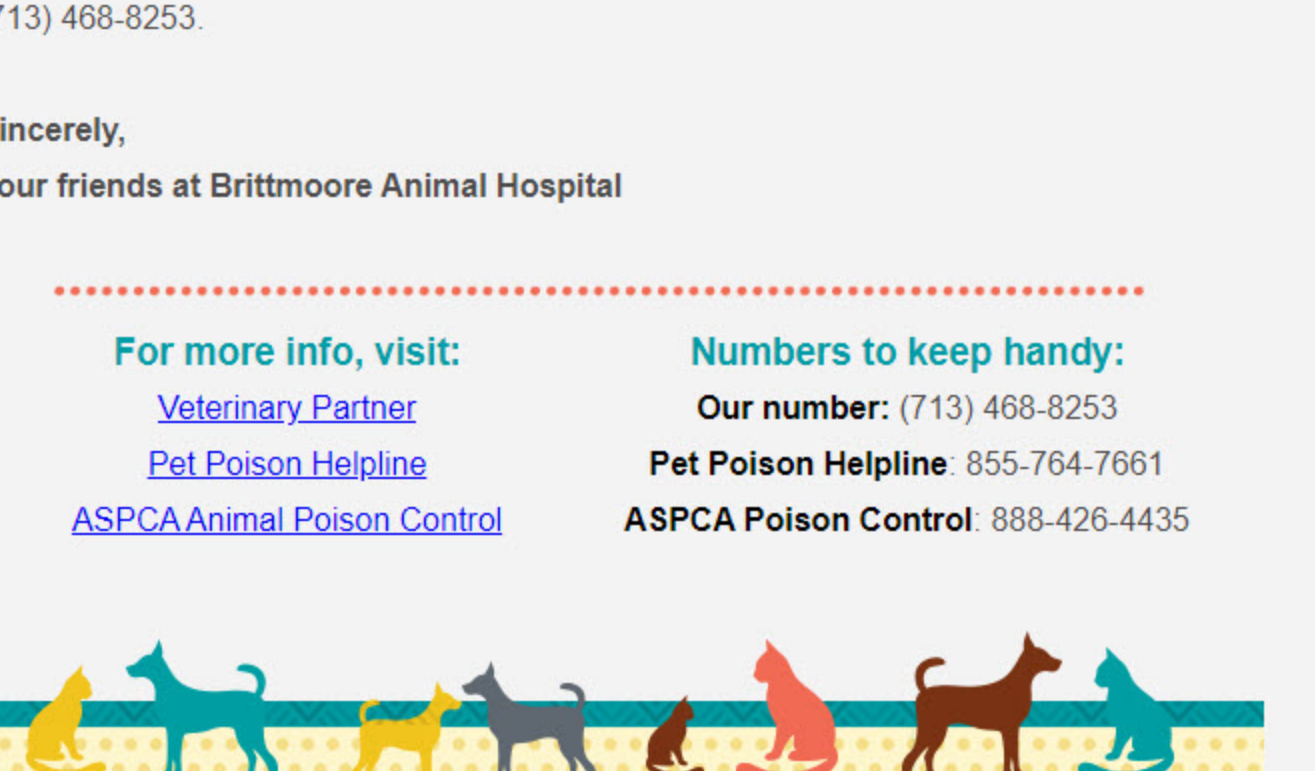 713) 468-8253.
incerely,
our friends at Brittmoore Animal Hospital
For more info, visit:
Veterinary Partner
Pet Poison Helpline
ASPCA Animal Poison Control
Numbers to keep handy:
Our number: (713) 468-8253
Pet Poison Helpline: 855-764-7661
ASPCA Poison Control: 888-426-4435